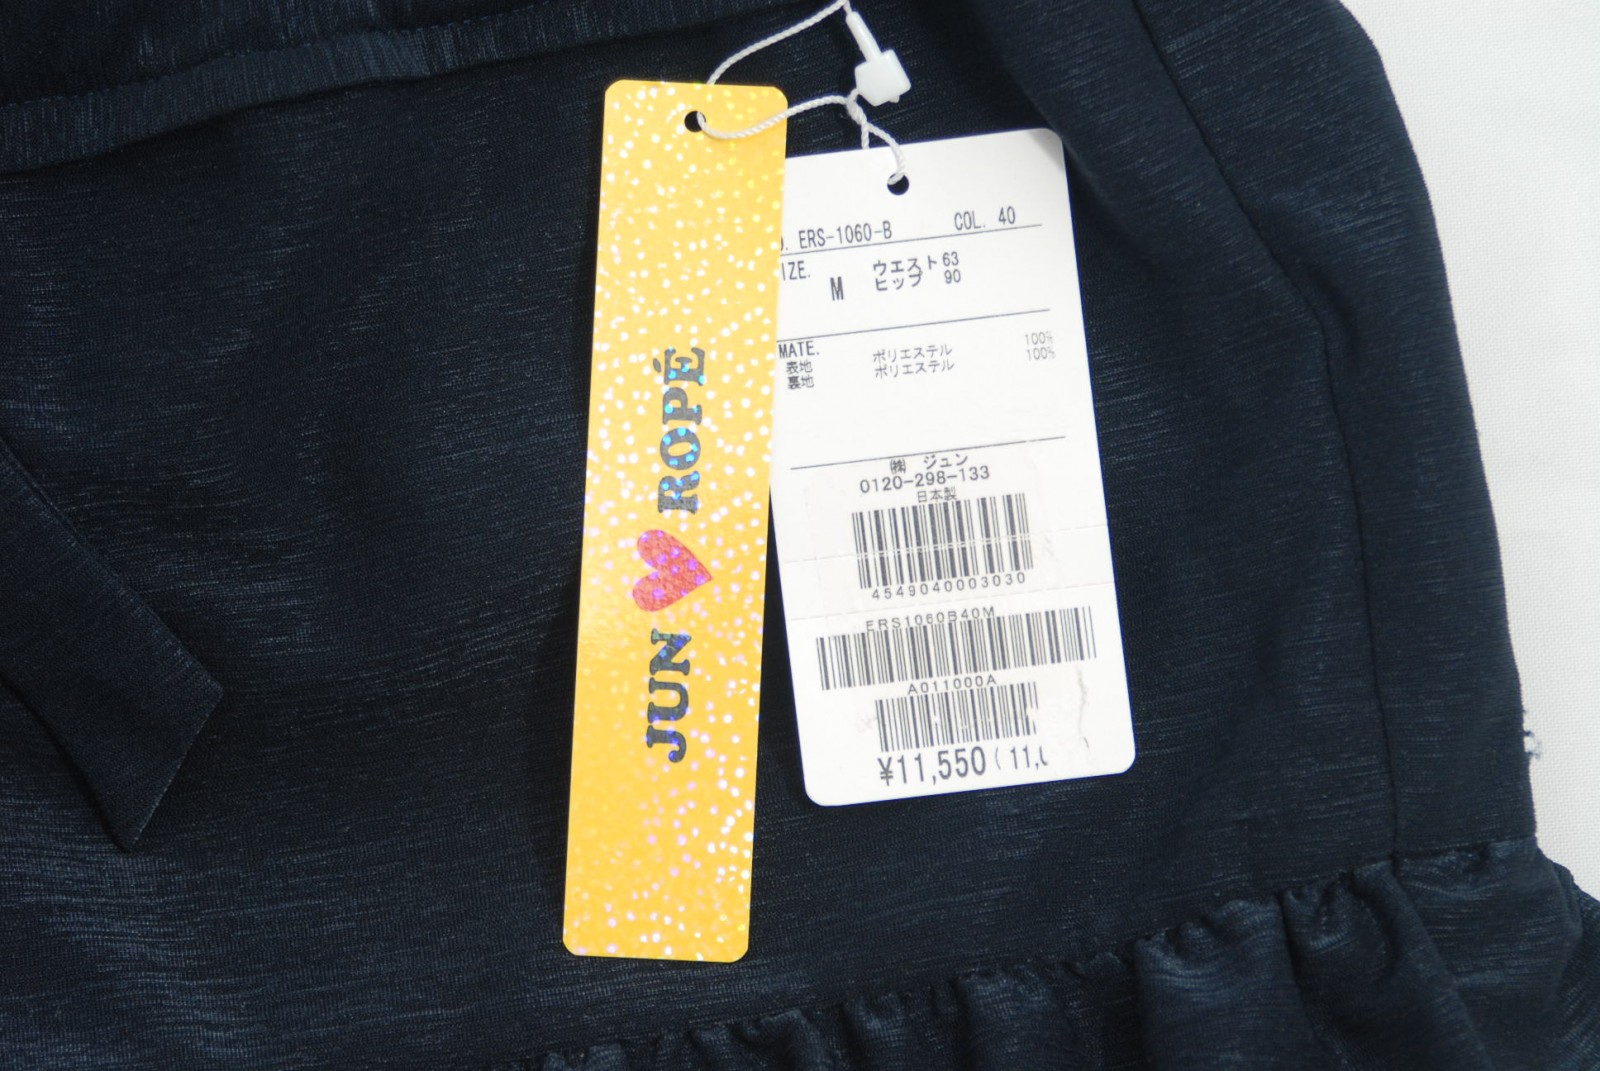 JUN ROPÉ
ERS-1060-B COL. 40
M ウエスト 63
ヒップ 90
MATE. 100%
表地 ポリエステル 100%
裏地 ポリエステル
㈱ ジュン
0120-298-133
日本製
4549040003030
ERS1060B40M
A011000A
¥11,550